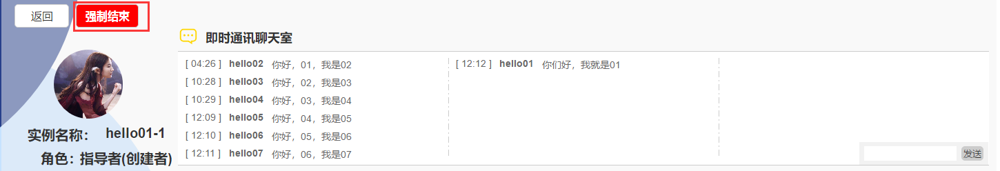 返回
强制结束
即时通讯聊天室
[ 04:26 ] hello02 你好，01，我是02
[ 10:28 ] hello03 你好，02，我是03
[ 10:29 ] hello04 你好，03，我是04
[ 12:09 ] hello05 你好，04，我是05
[ 12:10 ] hello06 你好，05，我是06
[ 12:11 ] hello07 你好，06，我是07
[ 12:12 ] hello01 你们好，我就是01
实例名称： hello01-1
角色：指导者(创建者)
发送